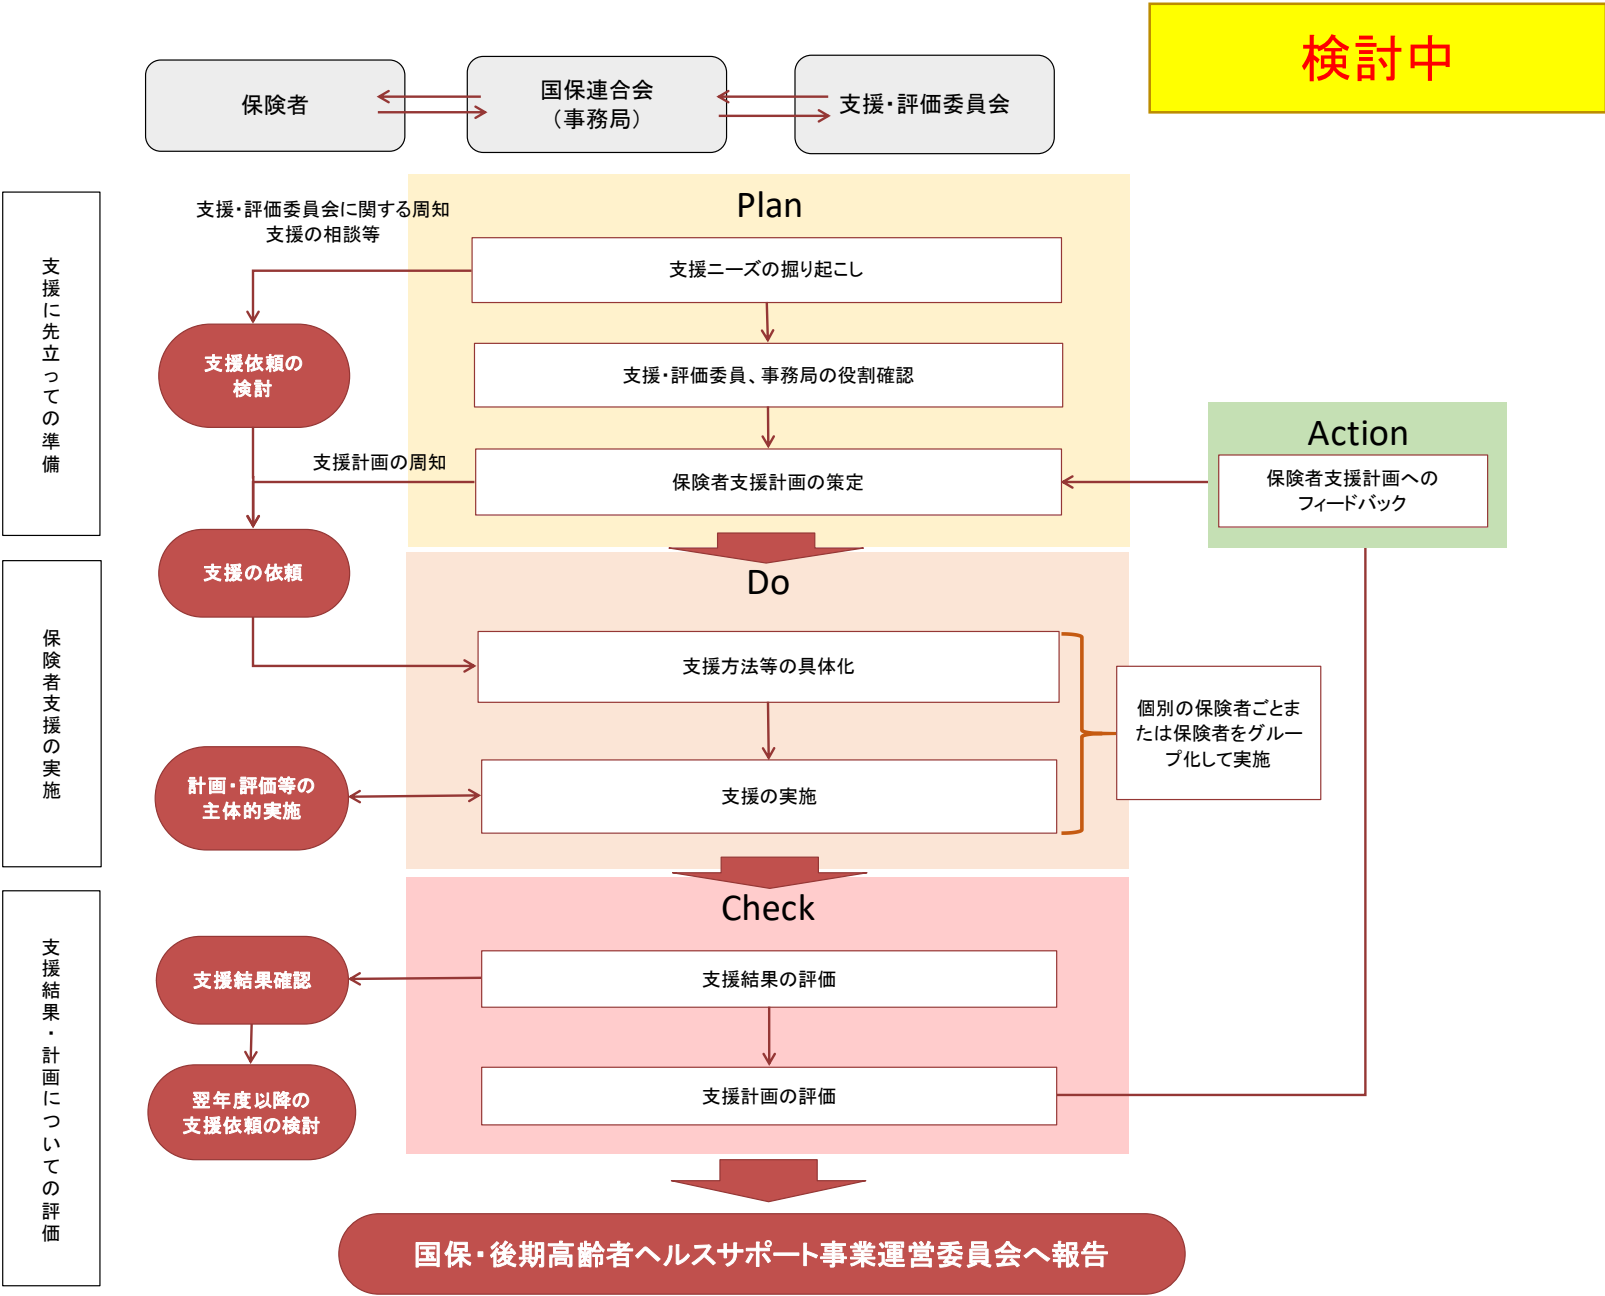 検討中
保険者
国保連合会
（事務局）
支援・評価委員会
支援に先立っての準備
支援・評価委員会に関する周知
支援の相談等
Plan
支援ニーズの掘り起こし
支援依頼の
検討
支援・評価委員、事務局の役割確認
支援計画の周知
保険者支援計画の策定
Action
保険者支援計画への
フィードバック
保険者支援の実施
支援の依頼
Do
支援方法等の具体化
個別の保険者ごとま
たは保険者をグルー
プ化して実施
計画・評価等の
主体的実施
支援の実施
支援結果・計画についての評価
Check
支援結果確認
支援結果の評価
翌年度以降の
支援依頼の検討
支援計画の評価
国保・後期高齢者ヘルスサポート事業運営委員会へ報告